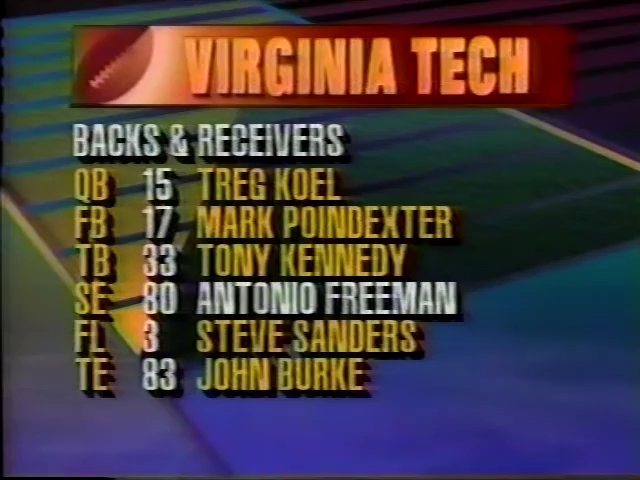 VIRGINIA TECH
BACKS & RECEIVERS
QB 15 TREG KOEL
FB 17 MARK POINDEXTER
TB 33 TONY KENNEDY
SE 80 ANTONIO FREEMAN
FL 3 STEVE SANDERS
TE 83 JOHN BURKE